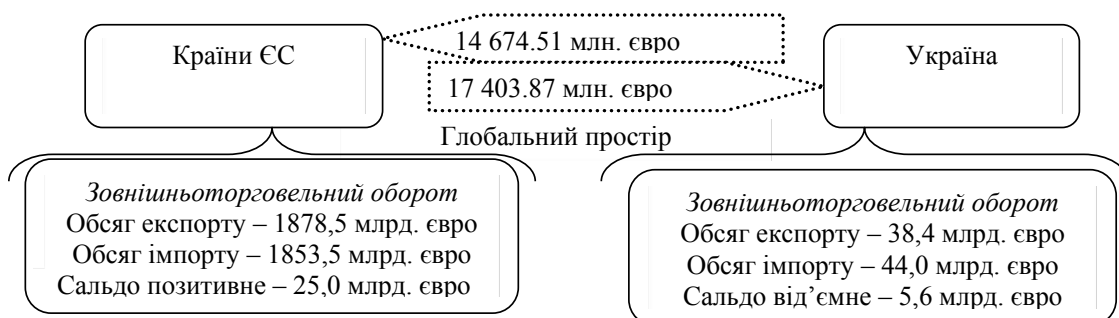 14 674.51 млн. євро
Країни ЄС
Україна
17 403.87 млн. євро
Глобальний простір
Зовнішньоторговельний оборот
Обсяг експорту – 1878,5 млрд. євро
Обсяг імпорту – 1853,5 млрд. євро
Сальдо позитивне – 25,0 млрд. євро
Зовнішньоторговельний оборот
Обсяг експорту – 38,4 млрд. євро
Обсяг імпорту – 44,0 млрд. євро
Сальдо від’ємне – 5,6 млрд. євро